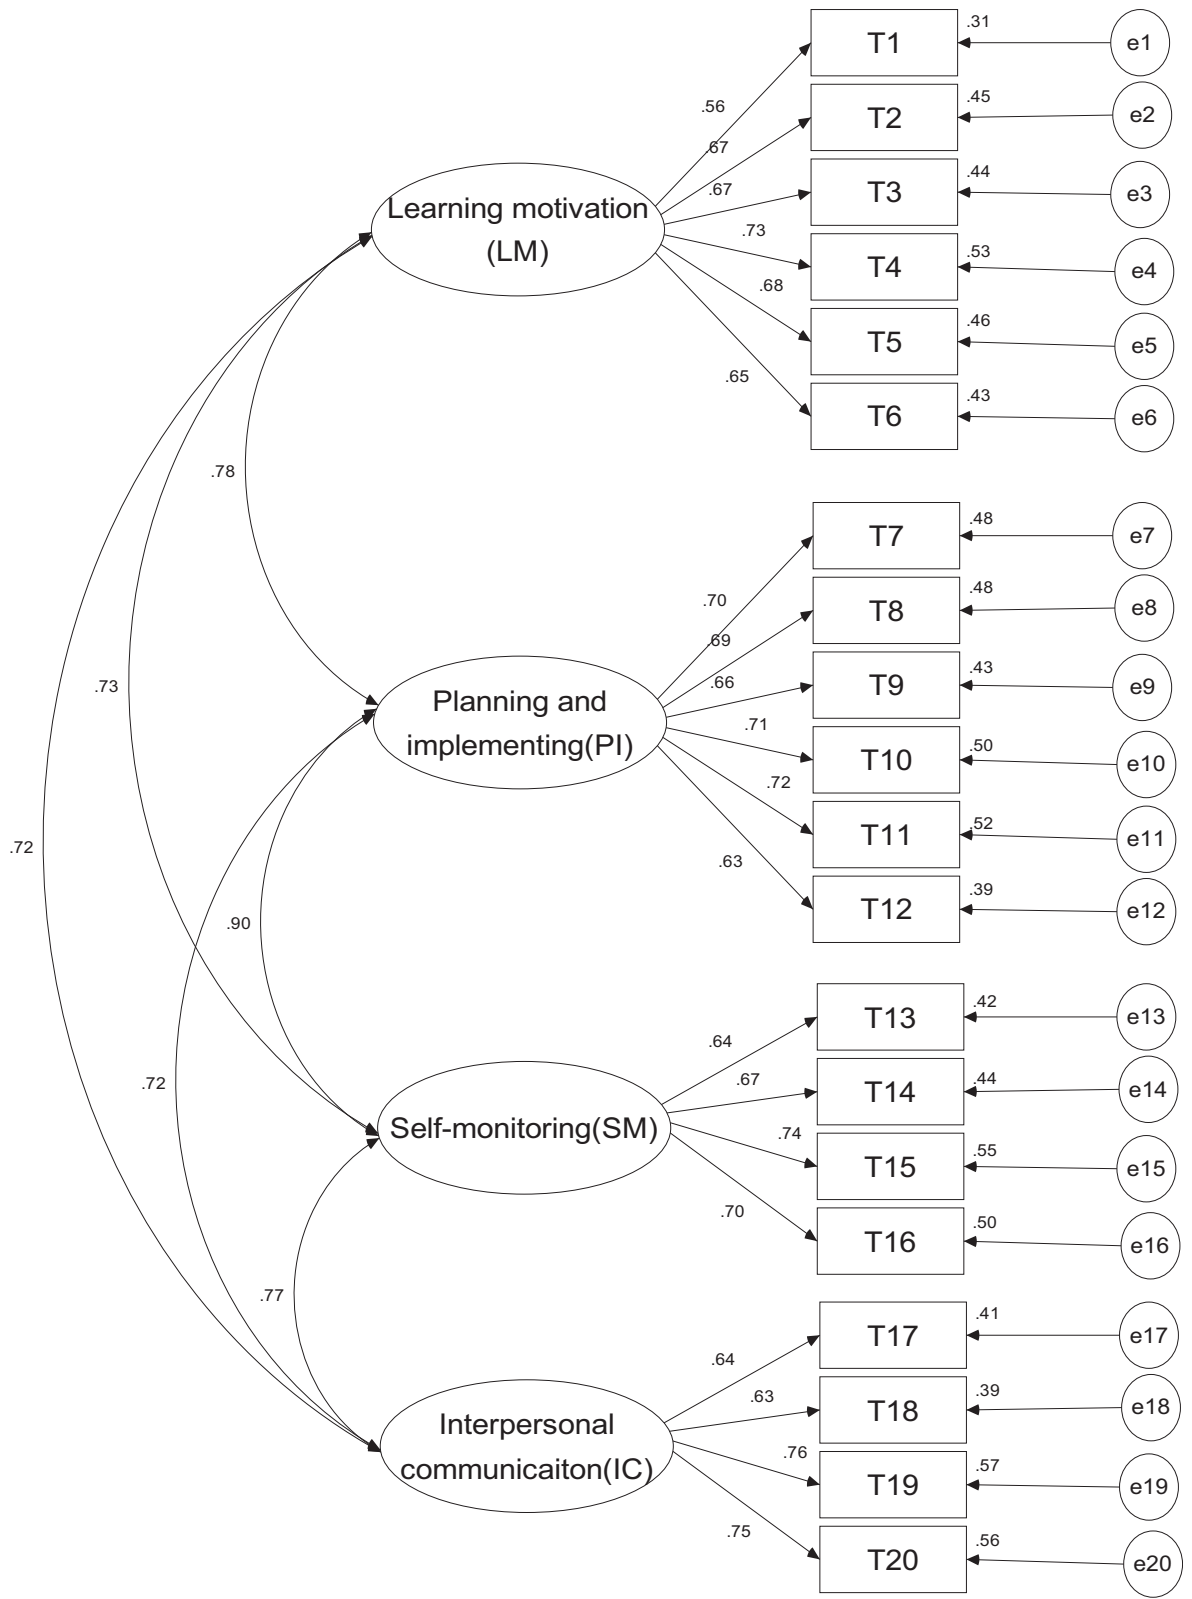 T1
.31
e1
.56
T2
.45
e2
.67
T3
.44
e3
.67
Learning motivation
(LM)
T4
.53
e4
.73
T5
.46
e5
.68
T6
.43
e6
.65
.78
T7
.48
e7
.70
T8
.48
e8
.69
T9
.43
e9
.66
.73
Planning and
implementing(PI)
T10
.50
e10
.71
T11
.52
e11
.72
.72
T12
.39
e12
.63
.90
T13
.42
e13
.64
T14
.44
e14
.67
.72
Self-monitoring(SM)
T15
.55
e15
.74
T16
.50
e16
.70
.77
T17
.41
e17
.64
T18
.39
e18
.63
Interpersonal
communicaiton(IC)
T19
.57
e19
.76
T20
.56
e20
.75